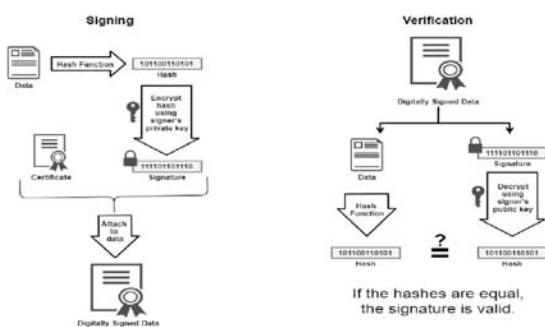 Signing
Data
Hash Function
101100110101
Hash
Encrypt
hash
using
signer's
private key
Certificate
111101101110
Signature
Attach
to
data
Digitally Signed Data
Verification
Digitally Signed Data
Data
111101101110
Signature
Hash
Function
Decrypt
using
signer's
public key
?
=
101100110101
Hash
101100110101
Hash
If the hashes are equal,
the signature is valid.